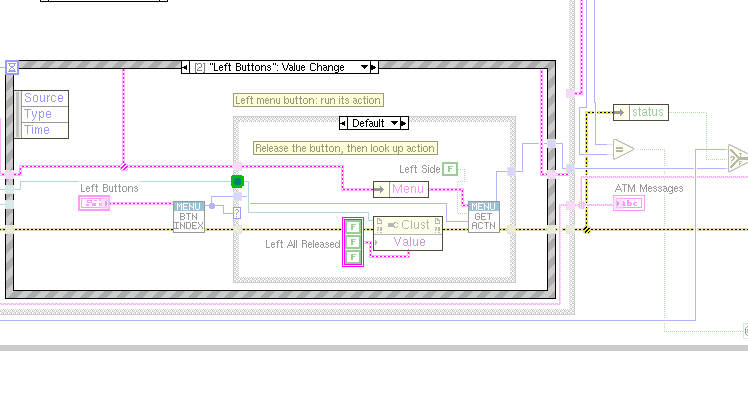 [2] "Left Buttons": Value Change
Source
Type
Time
Left menu button: run its action
Default
Release the button, then look up action
status
Left Side
F
Menu
Left Buttons
ATM Messages
abc
MENU
BTN
INDEX
?
MENU
GET
ACTN
Left All Released
F
F
F
?!
Clust
?!
Value
=